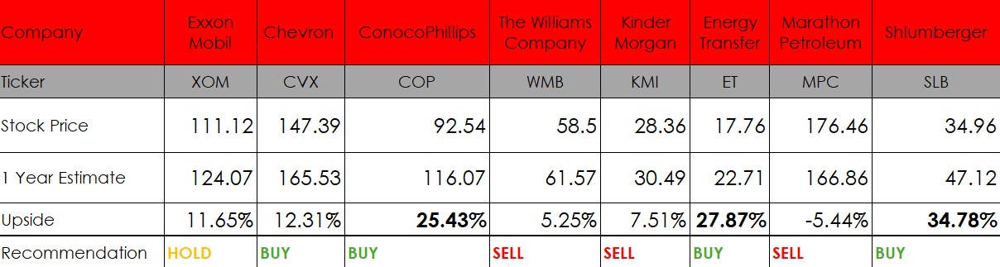 Company Exxon Mobil Chevron ConocoPhillips The Williams Company Kinder Morgan Energy Transfer Marathon Petroleum Shlumberger
Ticker XOM CVX COP WMB KMI ET MPC SLB
Stock Price 111.12 147.39 92.54 58.5 28.36 17.76 176.46 34.96
1 Year Estimate 124.07 165.53 116.07 61.57 30.49 22.71 166.86 47.12
Upside 11.65% 12.31% 25.43% 5.25% 7.51% 27.87% -5.44% 34.78%
Recommendation HOLD BUY BUY SELL SELL BUY SELL BUY